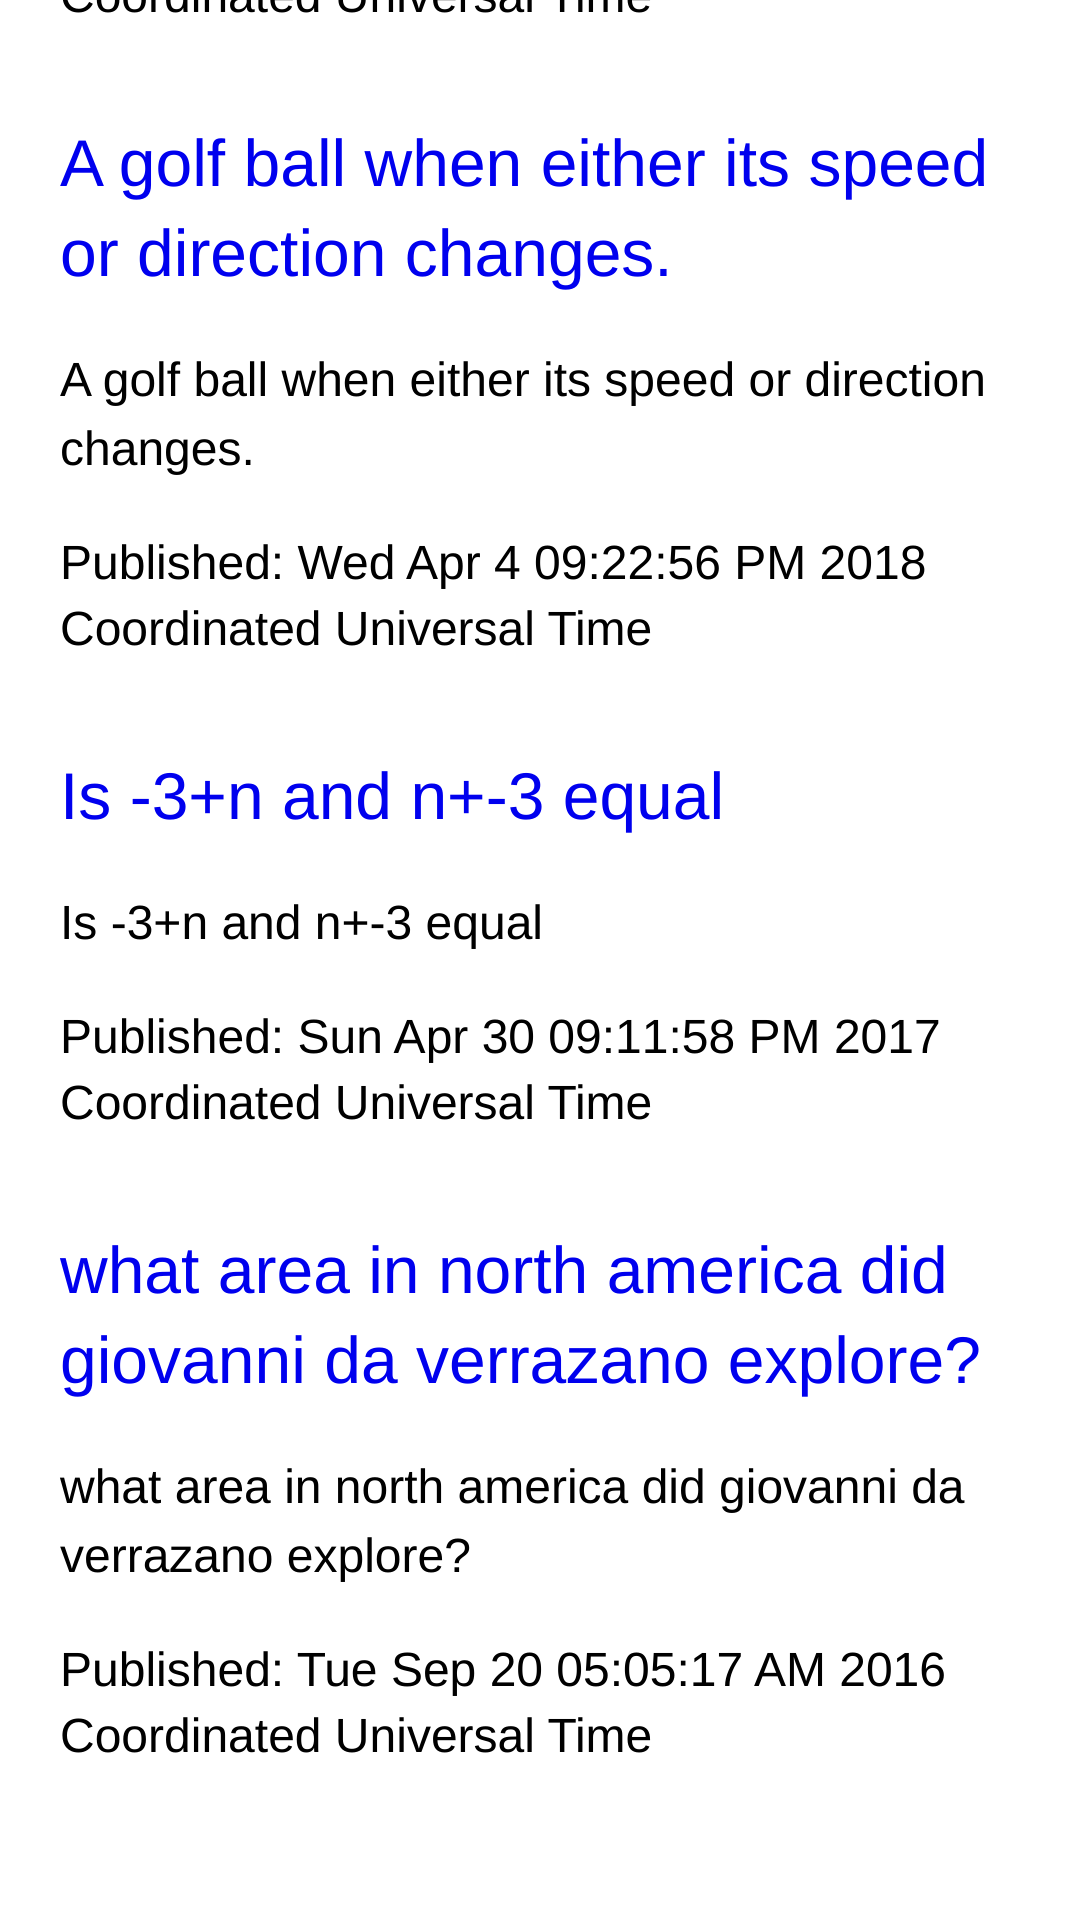 Coordinated Universal Time
A golf ball when either its speed
or direction changes.
A golf ball when either its speed or direction
changes.
Published: Wed Apr 4 09:22:56 PM 2018
Coordinated Universal Time
Is -3+n and n+-3 equal
Is -3+n and n+-3 equal
Published: Sun Apr 30 09:11:58 PM 2017
Coordinated Universal Time
what area in north america did
giovanni da verrazano explore?
what area in north america did giovanni da
verrazano explore?
Published: Tue Sep 20 05:05:17 AM 2016
Coordinated Universal Time